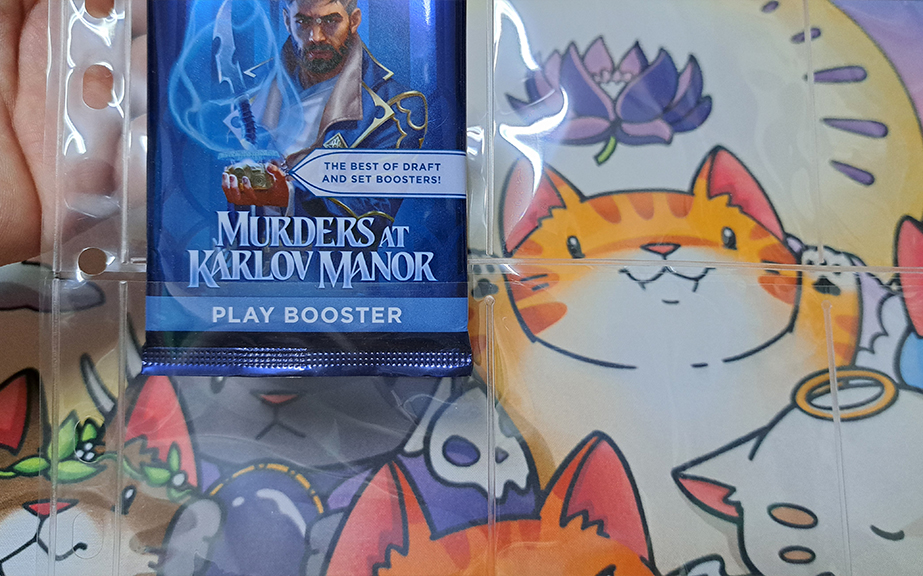 THE BEST OF DRAFT
AND SET BOOSTERS!
MURDERS AT
KARLOV MANOR
PLAY BOOSTER